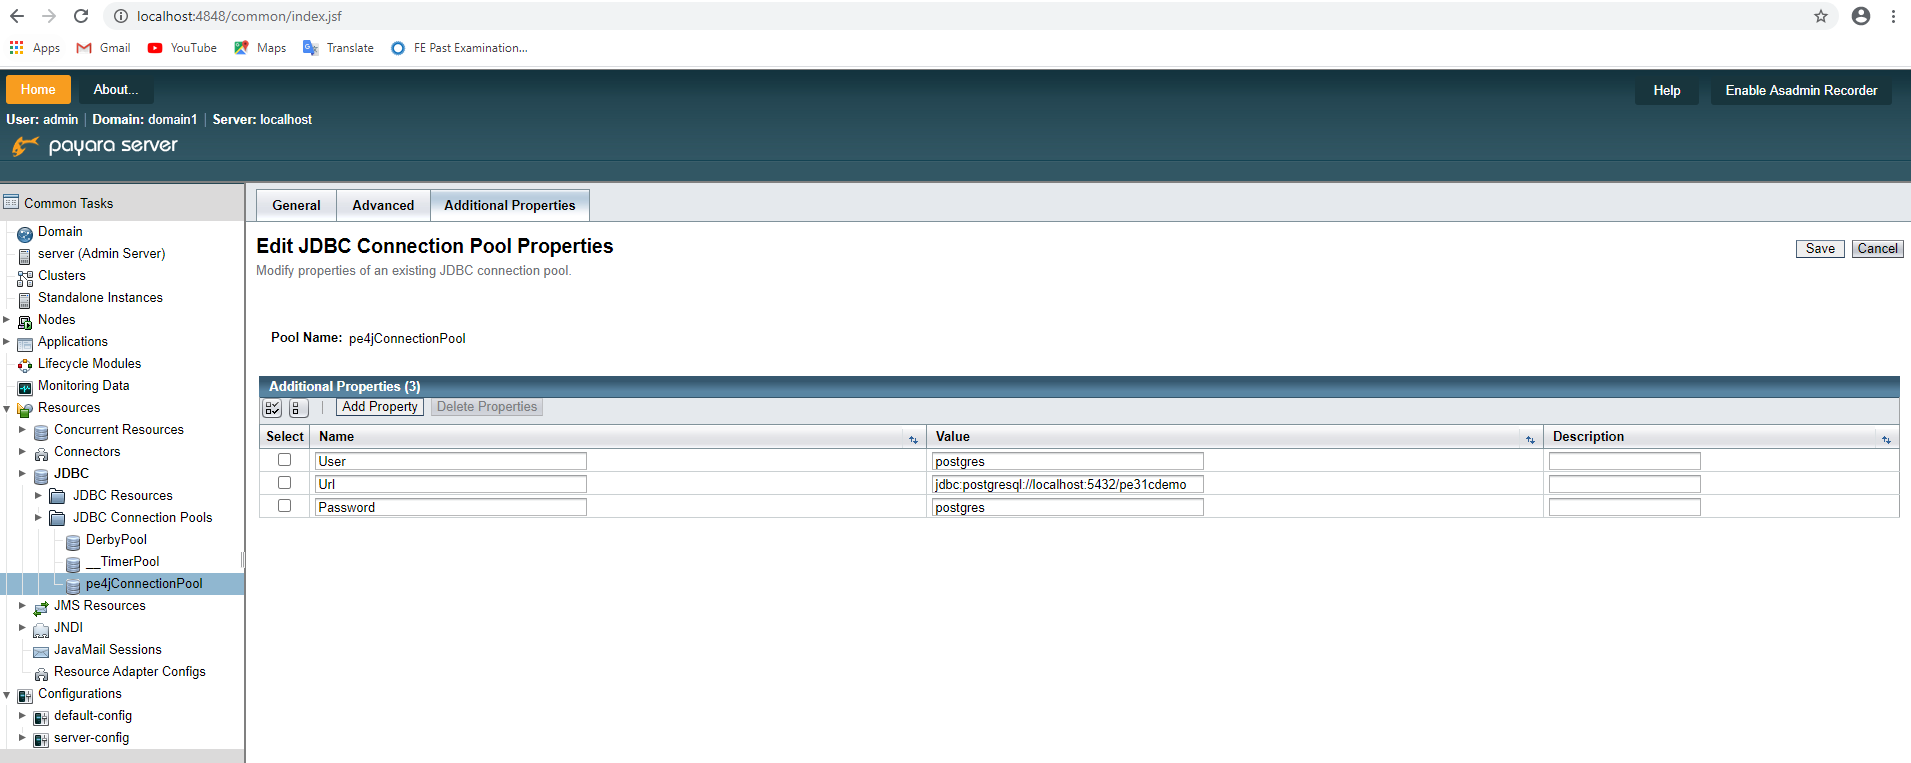 localhost:4848/common/index.jsf
Apps Gmail YouTube Maps Translate FE Past Examination...
Home About... Help Enable Asadmin Recorder
User: admin | Domain: domain1 | Server: localhost
payara server
Common Tasks
Domain
server (Admin Server)
Clusters
Standalone Instances
Nodes
Applications
Lifecycle Modules
Monitoring Data
Resources
Concurrent Resources
Connectors
JDBC
JDBC Resources
JDBC Connection Pools
DerbyPool
__TimerPool
pe4jConnectionPool
JMS Resources
JNDI
JavaMail Sessions
Resource Adapter Configs
Configurations
default-config
server-config
General Advanced Additional Properties
Edit JDBC Connection Pool Properties
Save Cancel
Modify properties of an existing JDBC connection pool.
Pool Name: pe4jConnectionPool
Additional Properties (3)
Add Property Delete Properties
Select Name Value Description
User postgres
Url jdbc:postgresql://localhost:5432/pe31cdemo
Password postgres